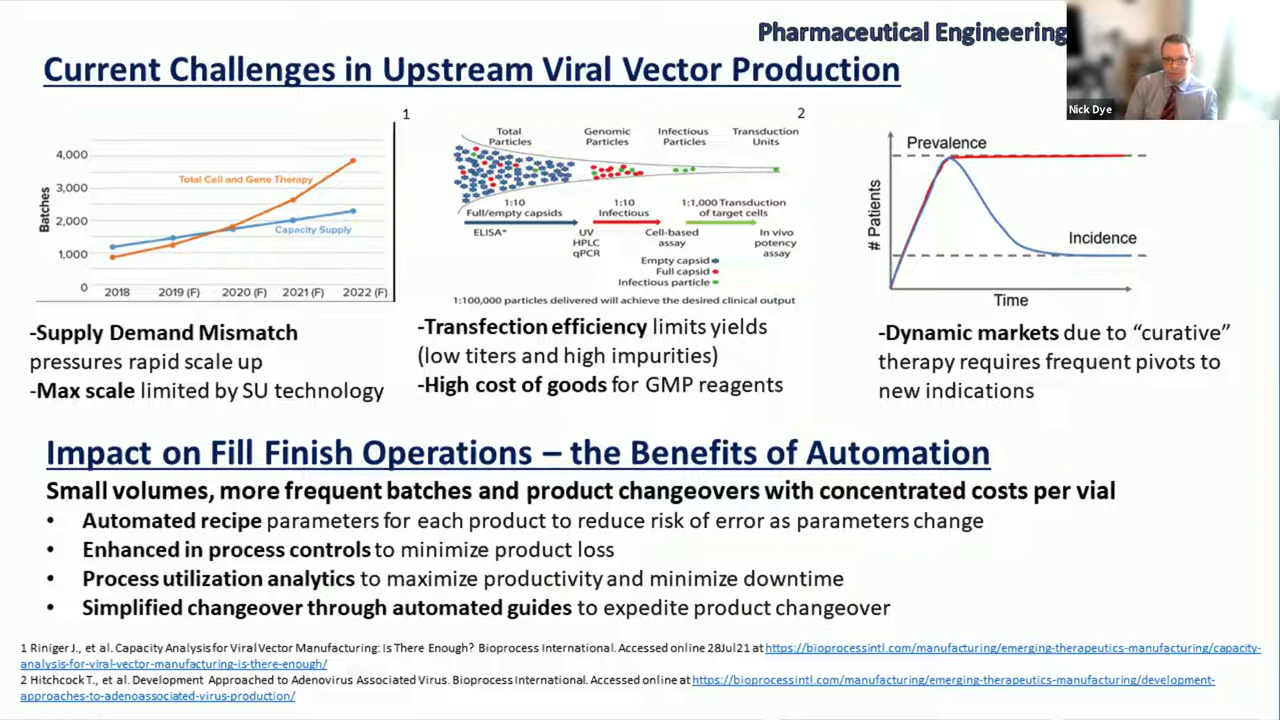 Pharmaceutical Engineering
Current Challenges in Upstream Viral Vector Production
Nick Dye
1
4,000
3,000
2,000
1,000
0
Batches
Total Cell and Gene Therapy
Capacity Supply
2018 2019 (F) 2020 (F) 2021 (F) 2022 (F)
-Supply Demand Mismatch
pressures rapid scale up
-Max scale limited by SU technology
2
Total Genomic Infectious Transduction
Particles Particles Particles Units
1:10 1:10 1:1,000 Transduction
Full/empty capsids Infectious of target cells
ELISA* UV Cell-based In vivo
HPLC assay potency
qPCR assay
Empty capsid
Full capsid
Infectious particle
1:100,000 particles delivered will achieve the desired clinical output
-Transfection efficiency limits yields
(low titers and high impurities)
-High cost of goods for GMP reagents
Prevalence
# Patients
Incidence
Time
-Dynamic markets due to “curative”
therapy requires frequent pivots to
new indications
Impact on Fill Finish Operations – the Benefits of Automation
Small volumes, more frequent batches and product changeovers with concentrated costs per vial
• Automated recipe parameters for each product to reduce risk of error as parameters change
• Enhanced in process controls to minimize product loss
• Process utilization analytics to maximize productivity and minimize downtime
• Simplified changeover through automated guides to expedite product changeover
1 Riniger J., et al. Capacity Analysis for Viral Vector Manufacturing: Is There Enough? Bioprocess International. Accessed online 28Jul21 at https://bioprocessintl.com/manufacturing/emerging-therapeutics-manufacturing/capacity-
analysis-for-viral-vector-manufacturing-is-there-enough/
2 Hitchcock T., et al. Development Approached to Adenovirus Associated Virus. Bioprocess International. Accessed online at https://bioprocessintl.com/manufacturing/emerging-therapeutics-manufacturing/development-
approaches-to-adenoassociated-virus-production/